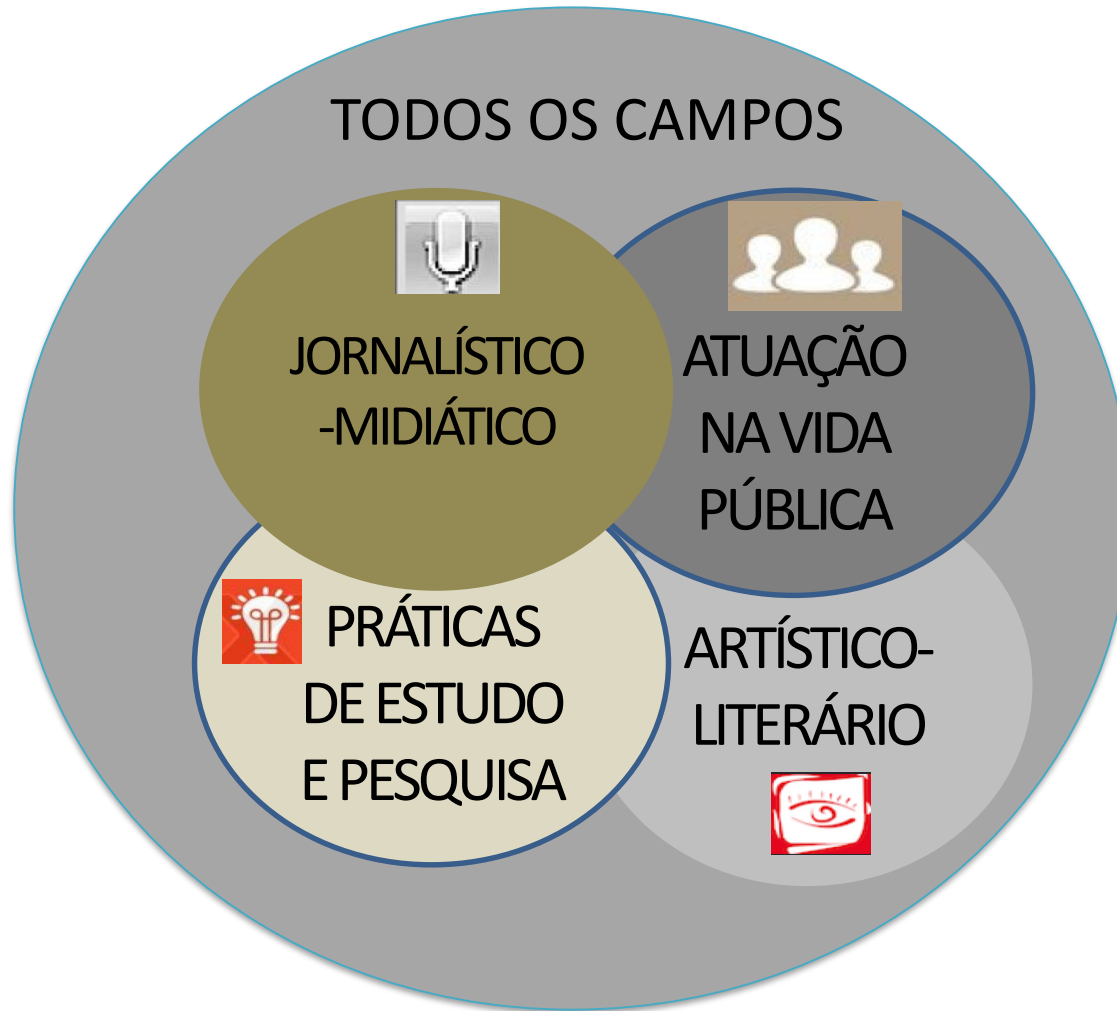 TODOS OS CAMPOS
JORNALÍSTICO
-MIDIÁTICO
ATUAÇÃO
NA VIDA
PÚBLICA
PRÁTICAS
DE ESTUDO
E PESQUISA
ARTÍSTICO-
LITERÁRIO